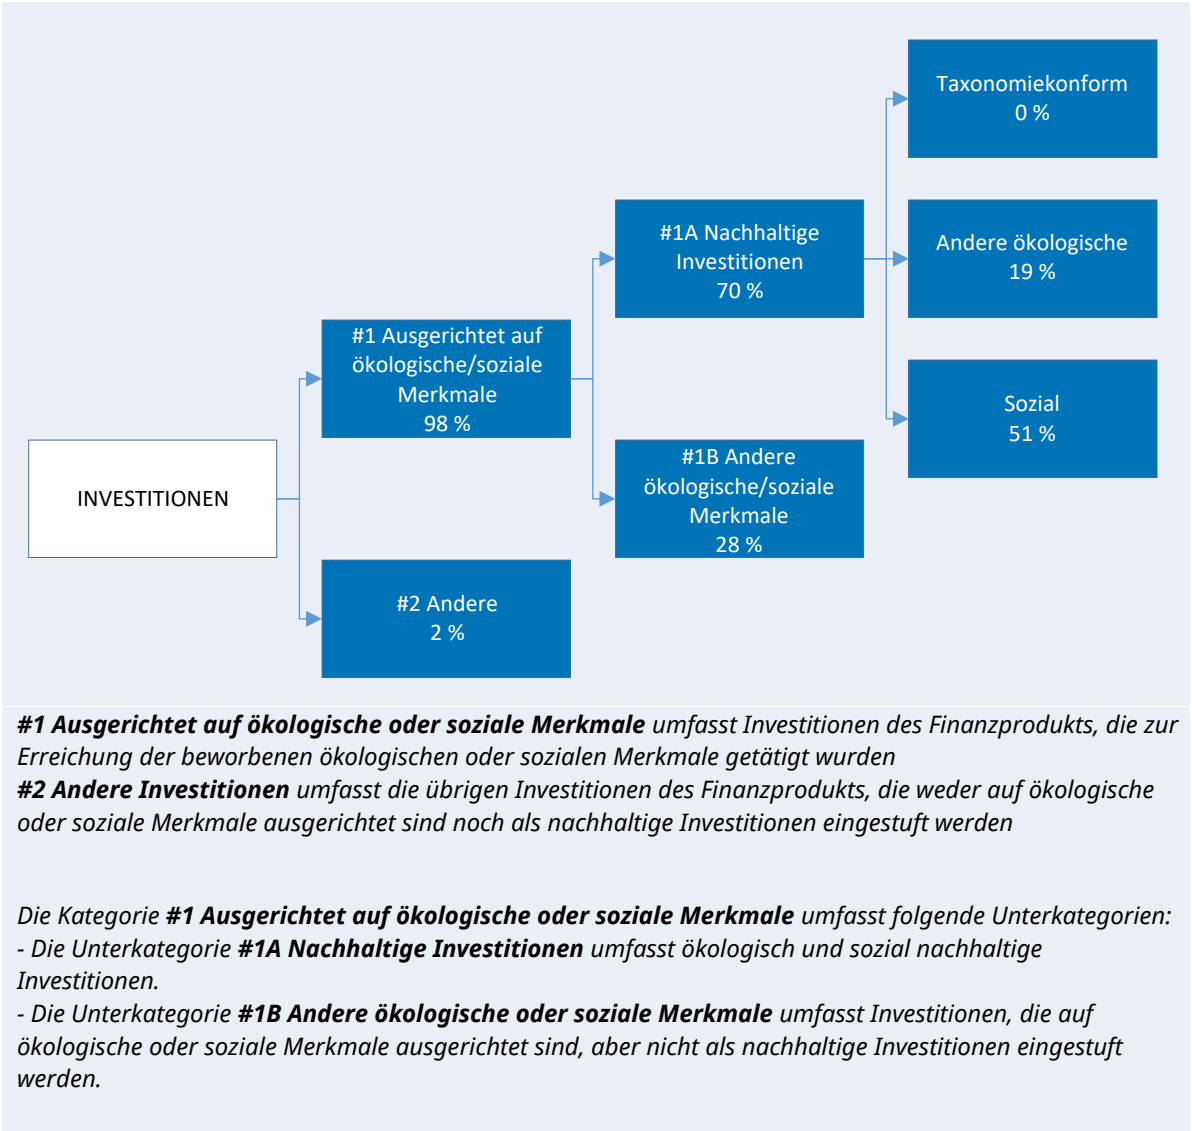 Taxonomiekonform
0 %
Andere ökologische
19 %
Sozial
51 %
#1A Nachhaltige
Investitionen
70 %
#1B Andere
ökologische/soziale
Merkmale
28 %
#1 Ausgerichtet auf
ökologische/soziale
Merkmale
98 %
#2 Andere
2 %
INVESTITIONEN
#1 Ausgerichtet auf ökologische oder soziale Merkmale umfasst Investitionen des Finanzprodukts, die zur
Erreichung der beworbenen ökologischen oder sozialen Merkmale getätigt wurden
#2 Andere Investitionen umfasst die übrigen Investitionen des Finanzprodukts, die weder auf ökologische
oder soziale Merkmale ausgerichtet sind noch als nachhaltige Investitionen eingestuft werden
Die Kategorie #1 Ausgerichtet auf ökologische oder soziale Merkmale umfasst folgende Unterkategorien:
- Die Unterkategorie #1A Nachhaltige Investitionen umfasst ökologisch und sozial nachhaltige
Investitionen.
- Die Unterkategorie #1B Andere ökologische oder soziale Merkmale umfasst Investitionen, die auf
ökologische oder soziale Merkmale ausgerichtet sind, aber nicht als nachhaltige Investitionen eingestuft
werden.